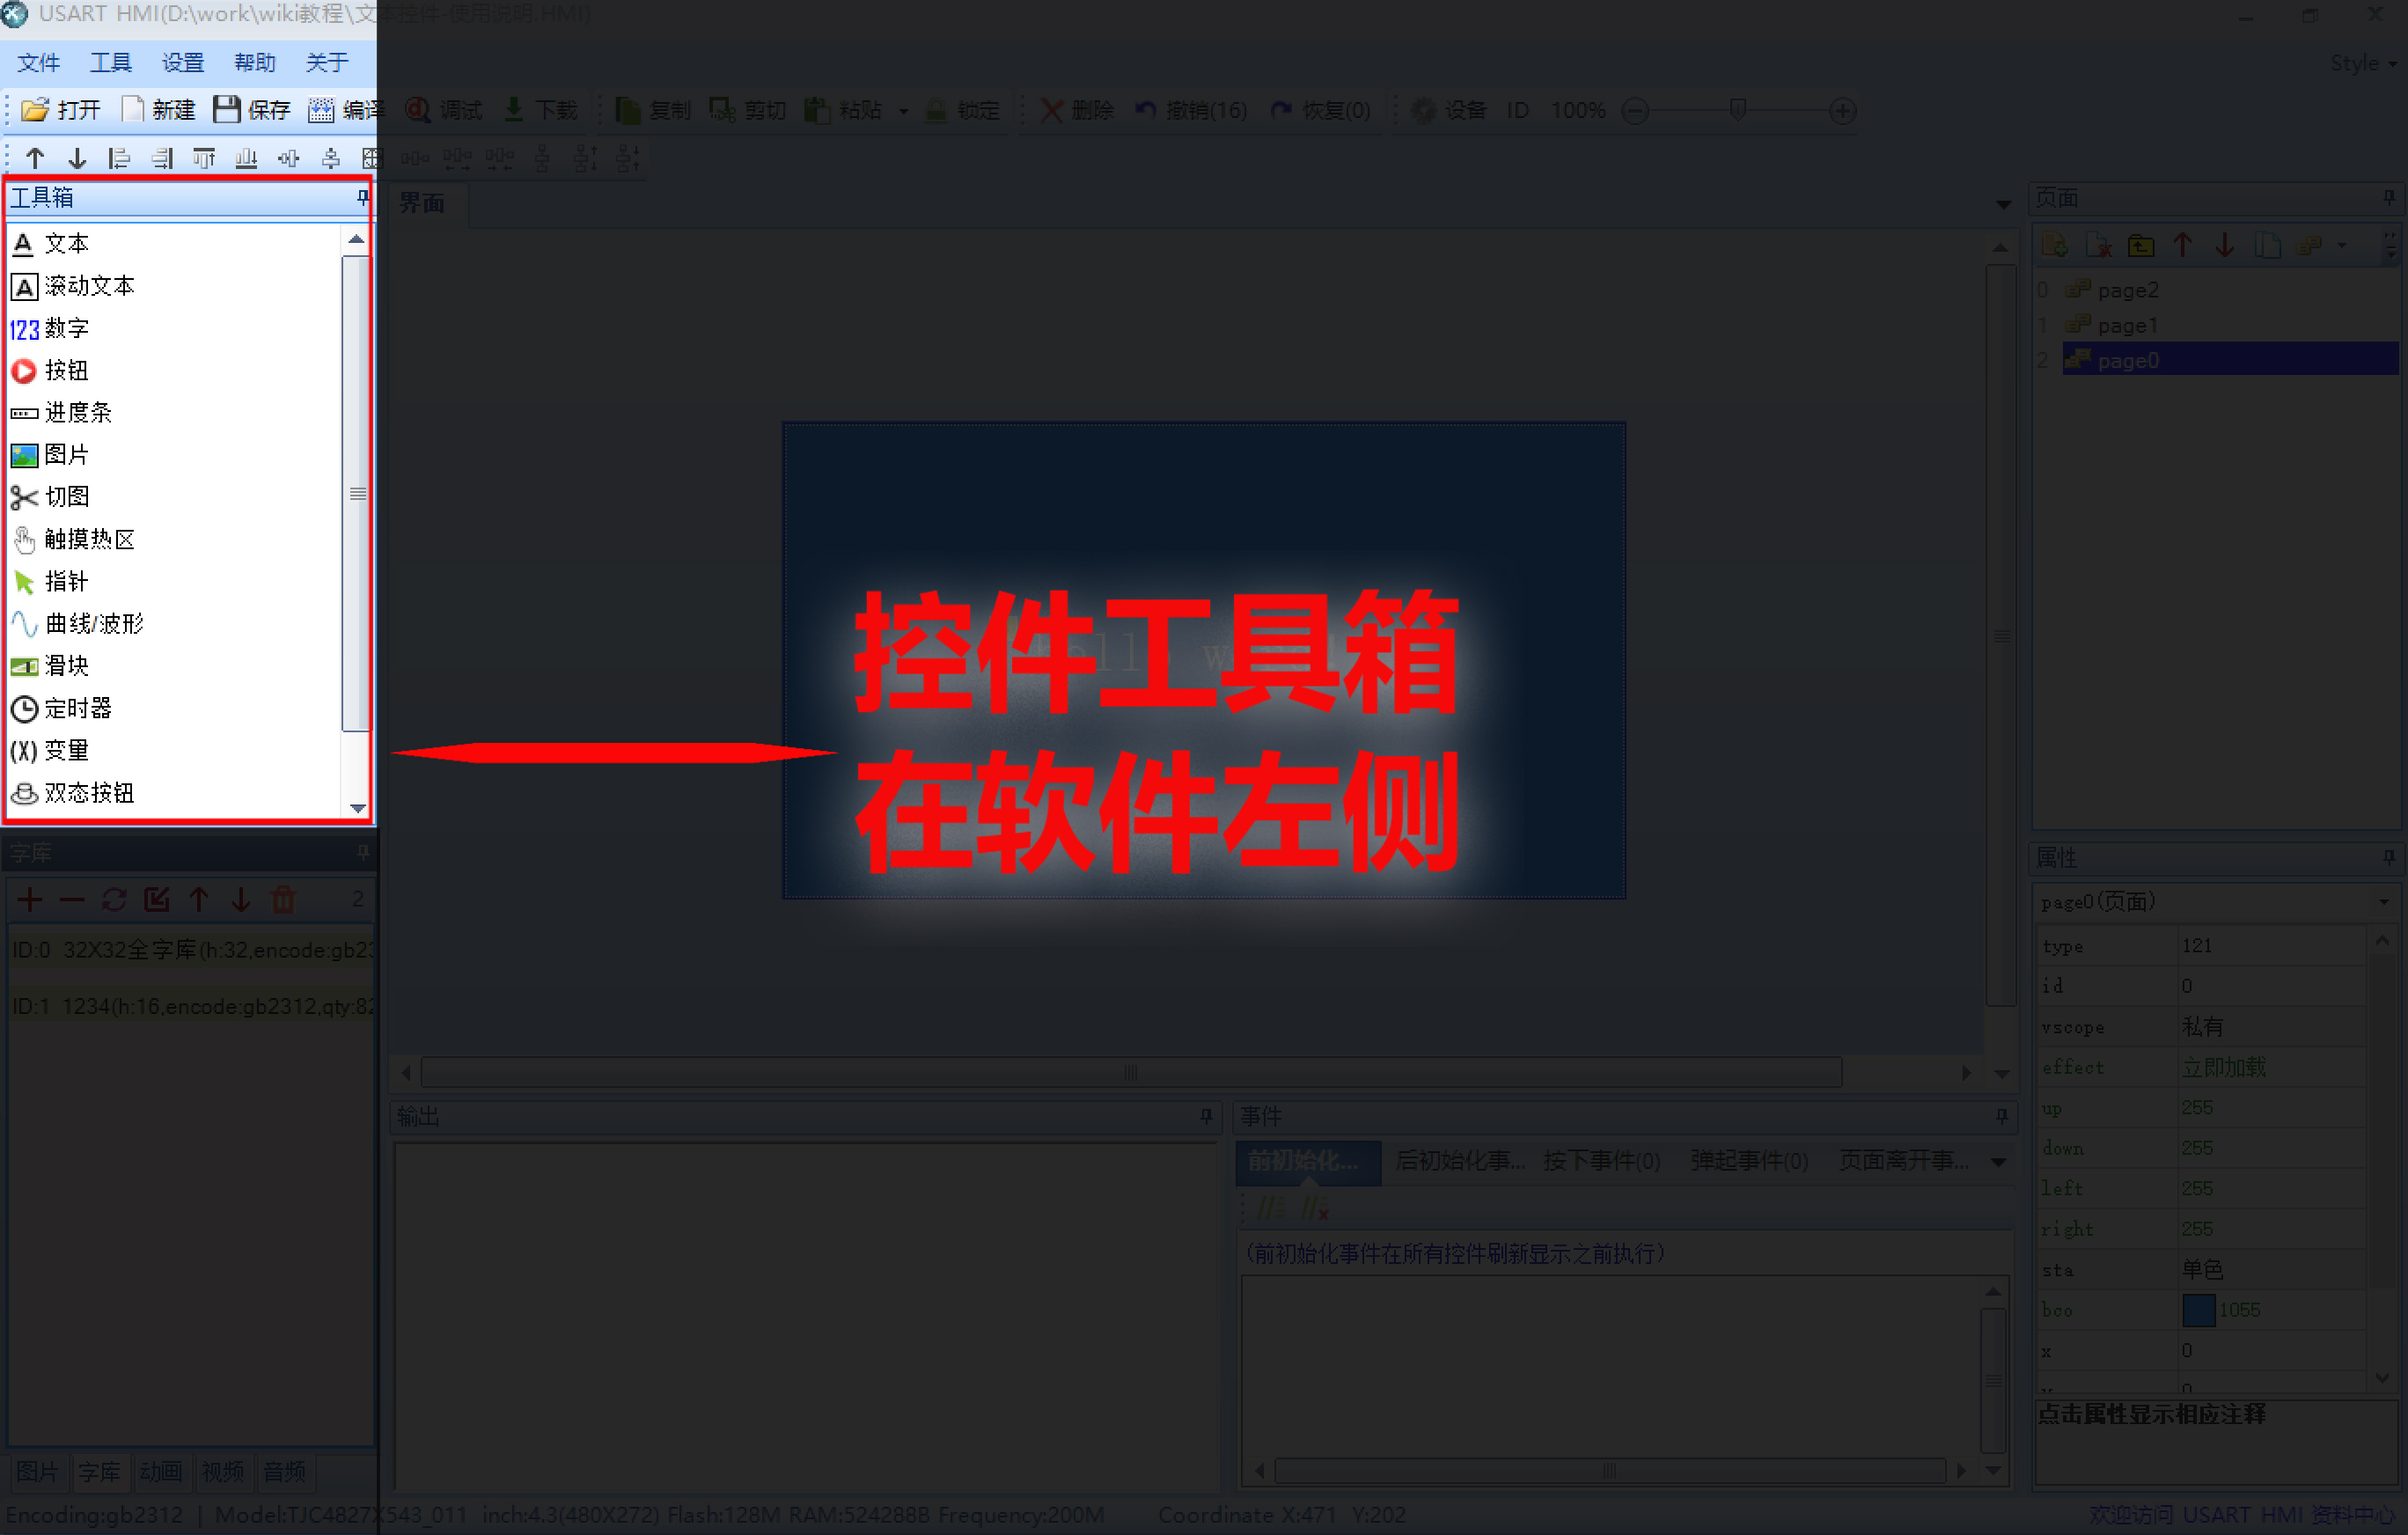 USART HMI(D:\work\wiki教程\文本控件-使用说明.HMI)
文件 工具 设置 帮助 关于
Style
打开 新建 保存 编译 调试 下载 复制 剪切 粘贴 锁定 删除 撤销(16) 恢复(0) 设备 ID 100%
工具箱
文本
滚动文本
123 数字
按钮
进度条
图片
切图
触摸热区
指针
曲线/波形
滑块
定时器
(X) 变量
双态按钮
界面
控件工具箱
在软件左侧
页面
0 page2
1 page1
2 page0
字库
2
ID:0 32X32全字库(h:32,encode:gb23
ID:1 1234(h:16,encode:gb2312,qty:82
图片 字库 动画 视频 音频
输出
事件
前初始化... 后初始化事... 按下事件(0) 弹起事件(0) 页面离开事...
(前初始化事件在所有控件刷新显示之前执行)
属性
page0(页面)
type 121
id 0
vscope 私有
effect 立即加载
up 255
down 255
left 255
right 255
sta 单色
bco 1055
x 0
点击属性显示相应注释
Encoding:gb2312 | Model:TJC4827X543_011 inch:4.3(480X272) Flash:128M RAM:524288B Frequency:200M Coordinate X:471 Y:202
欢迎访问 USART HMI 资料中心